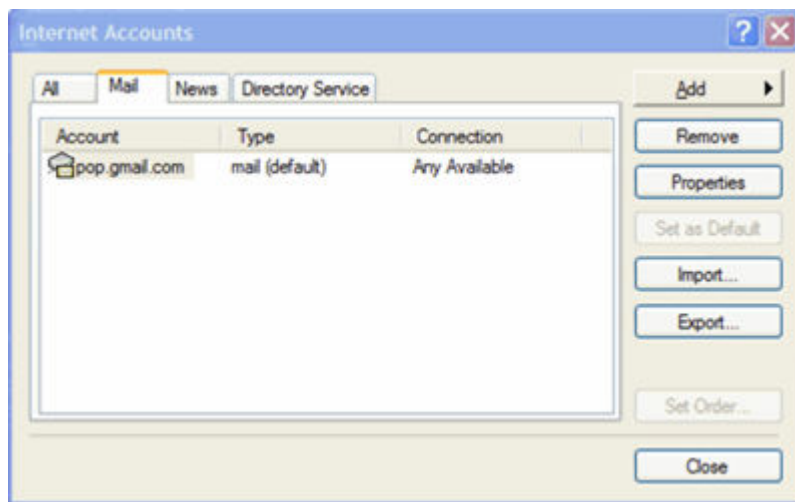 Internet Accounts
All Mail News Directory Service
Add
Account Type Connection
Remove
pop.gmail.com mail (default) Any Available
Properties
Set as Default
Import...
Export...
Set Order...
Close